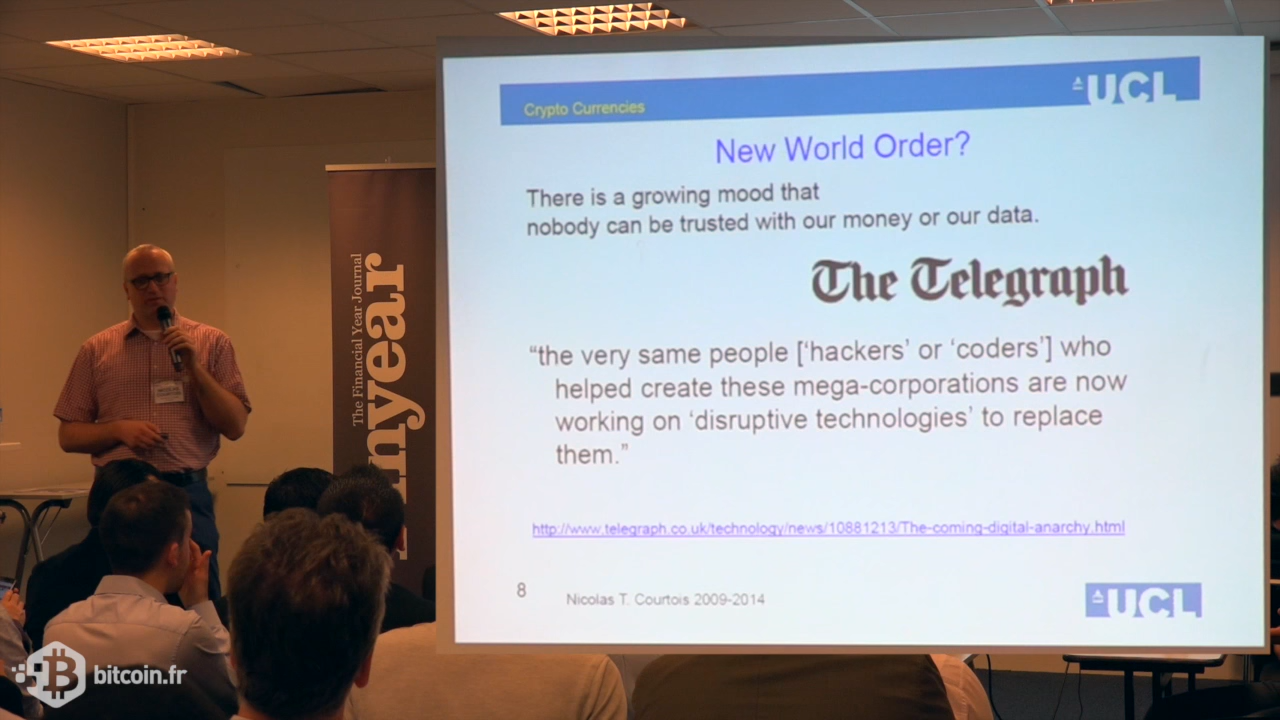 UCL
Crypto Currencies
New World Order?
There is a growing mood that
nobody can be trusted with our money or our data.
The Telegraph
“the very same people [‘hackers’ or ‘coders’] who
helped create these mega-corporations are now
working on ‘disruptive technologies’ to replace
them.”
http://www.telegraph.co.uk/technology/news/10881213/The-coming-digital-anarchy.html
8
Nicolas T. Courtois 2009-2014
UCL
The Financial Year Journal
inyear
bitcoin.fr